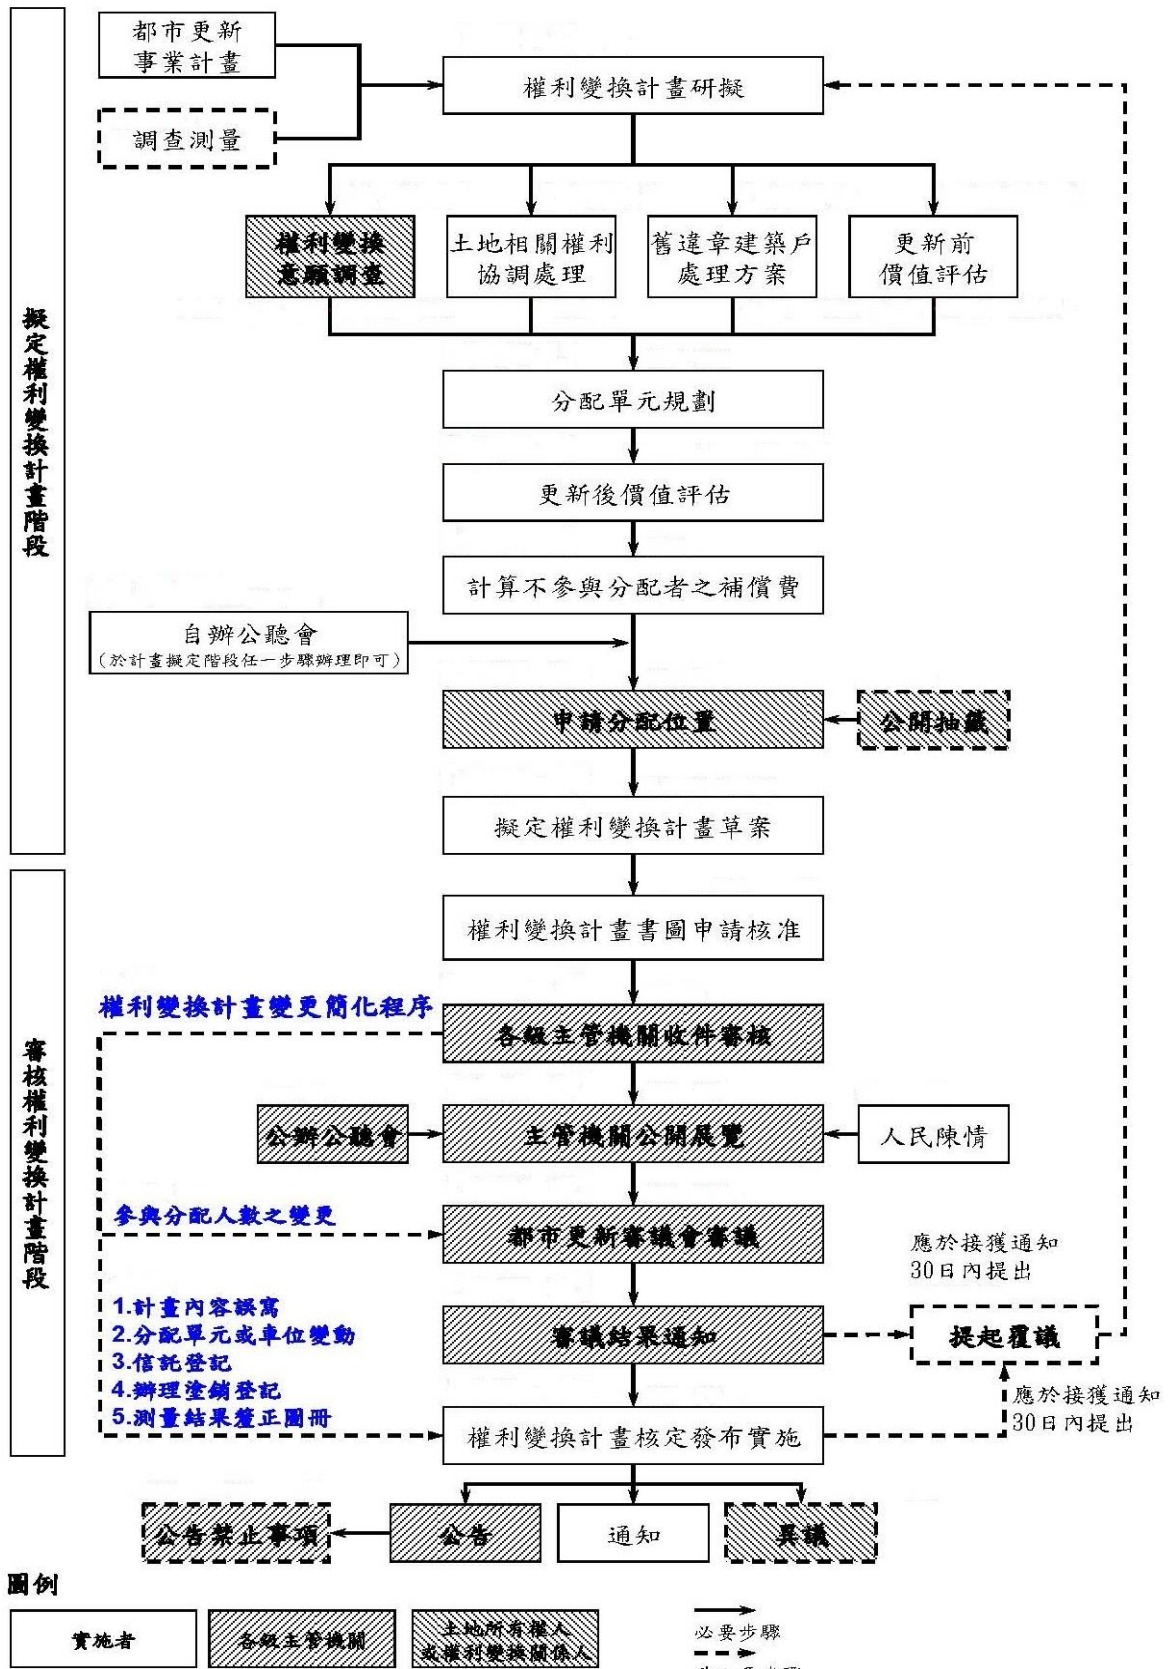 都市更新
事業計畫
調查測量
權利變換計畫研擬
權利變換
意願調查
土地相關權利
協調處理
舊違章建築戶
處理方案
更新前
價值評估
擬定權利變換計畫階段
分配單元規劃
更新後價值評估
計算不參與分配者之補償費
自辦公聽會
（於計畫擬定階段任一步驟辦理即可）
申請分配位置
公開抽籤
擬定權利變換計畫草案
審核權利變換計畫階段
權利變換計畫書圖申請核准
權利變換計畫變更簡化程序
各級主管機關收件審核
公辦公聽會
主管機關公開展覽
人民陳情
參與分配人數之變更
都市更新審議會審議
應於接獲通知
30日內提出
1.計畫內容誤寫
2.分配單元或車位變動
3.信託登記
4.辦理塗銷登記
5.測量結果釐正圖冊
審議結果通知
提起覆議
應於接獲通知
30日內提出
權利變換計畫核定發布實施
公告禁止事項
公告
通知
異議
圖例
實施者
各級主管機關
土地所有權人
或權利變換關係人
必要步驟